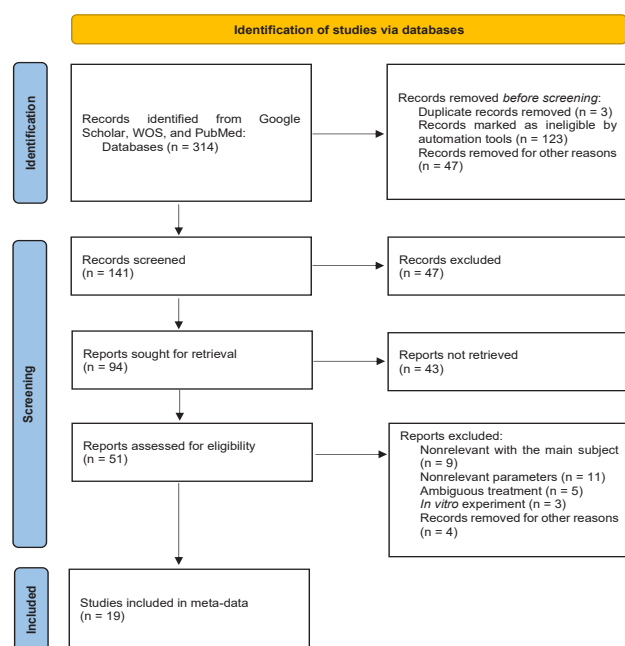 Identification of studies via databases
Identification
Records identified from Google
Scholar, WOS, and PubMed:
Databases (n = 314)
Records removed before screening:
Duplicate records removed (n = 3)
Records marked as ineligible by
automation tools (n = 123)
Records removed for other reasons
(n = 47)
Screening
Records screened
(n = 141)
Records excluded
(n = 47)
Reports sought for retrieval
(n = 94)
Reports not retrieved
(n = 43)
Reports assessed for eligibility
(n = 51)
Reports excluded:
Nonrelevant with the main subject
(n = 9)
Nonrelevant parameters (n = 11)
Ambiguous treatment (n = 5)
In vitro experiment (n = 3)
Records removed for other reasons
(n = 4)
Included
Studies included in meta-data
(n = 19)